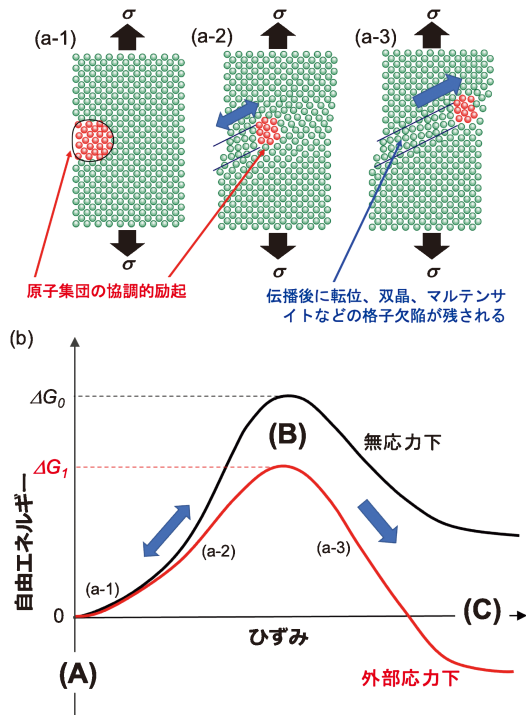 σ
σ
σ
(a-1)
(a-2)
(a-3)
σ
σ
σ
原子集団の協調的励起
伝播後に転位、双晶、マルテンサ
イトなどの格子欠陥が残される
(b)
ΔG₀
(B)
無応力下
ΔG₁
自由エネルギー
(a-2)
(a-3)
(a-1)
0
ひずみ
(C)
(A)
外部応力下